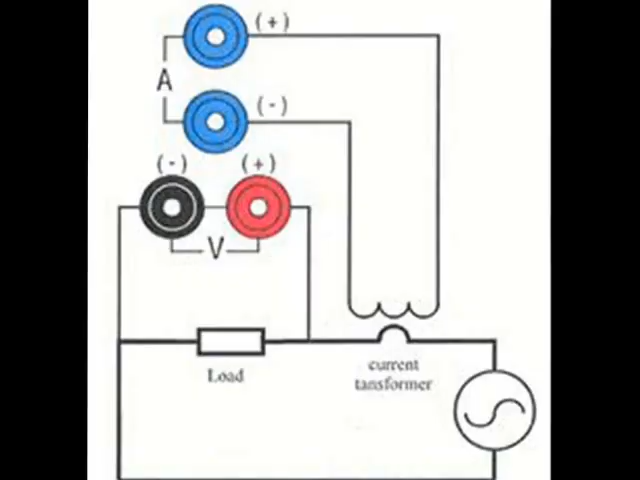 (+)
A
(-)
(-) (+)
V
Load
current
tansformer